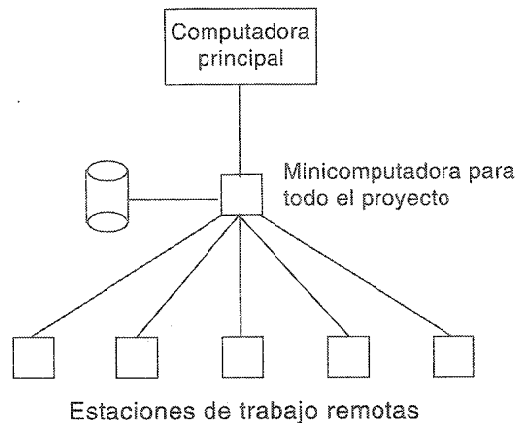 Computadora
principal
Minicomputadora para
todo el proyecto
Estaciones de trabajo remotas